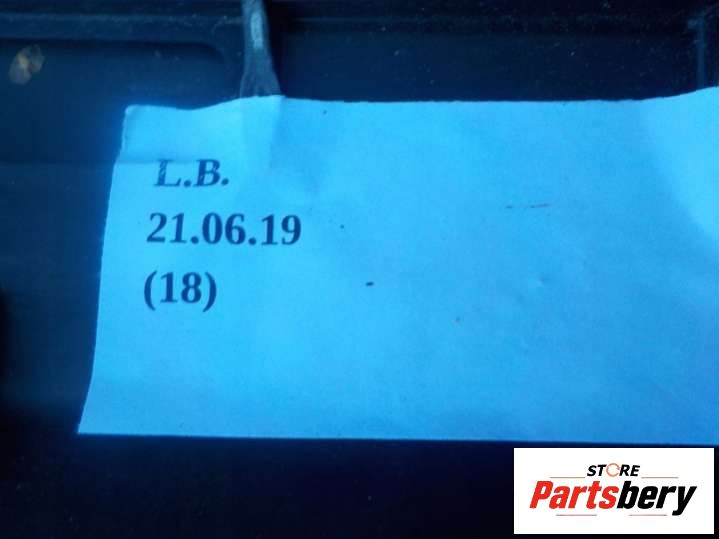 L.B.
21.06.19
(18)
STORE
Partsbery